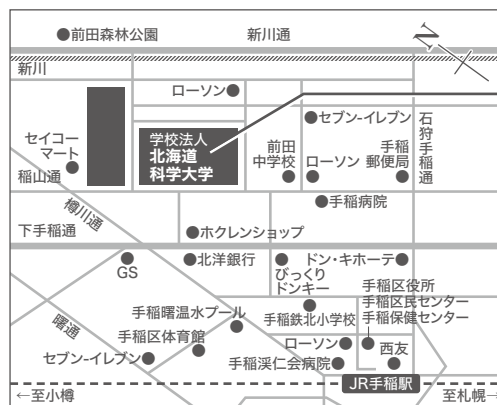 前田森林公園
新川通
N
新川
ローソン
セブン-イレブン
学校法人
北海道
科学大学
セイコー
マート
稲山通
前田
中学校
ローソン
手稲
郵便局
石狩手稲通
手稲病院
樽川通
下手稲通
ホクレンショップ
GS
北洋銀行
ドン・キホーテ
びっくり
ドンキー
手稲区役所
手稲区民センター
手稲保健センター
手稲曙温水プール
手稲鉄北小学校
曙通
手稲区体育館
セブン-イレブン
ローソン
西友
手稲渓仁会病院
JR手稲駅
←至小樽
至札幌→